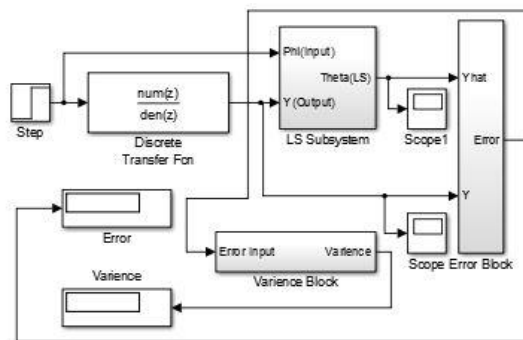 Phi(Input)
Theta(LS)
Y (Output)
LS Subsystem
num(z)
den(z)
Discrete
Transfer Fcn
Step
Scope1
Yhat
Error
Y
Error
Scope
Error Block
Error Input
Varience
Varience Block
Varience